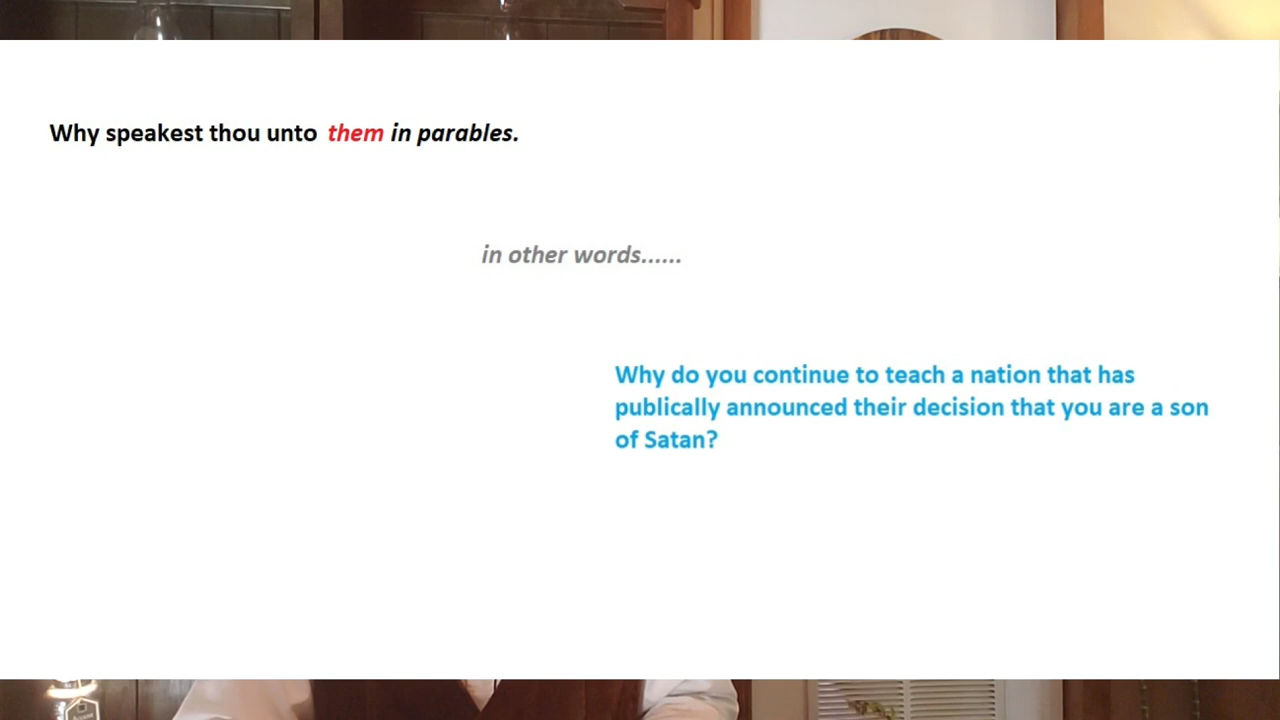 Why speakest thou unto them in parables.
in other words......
Why do you continue to teach a nation that has
publically announced their decision that you are a son
of Satan?